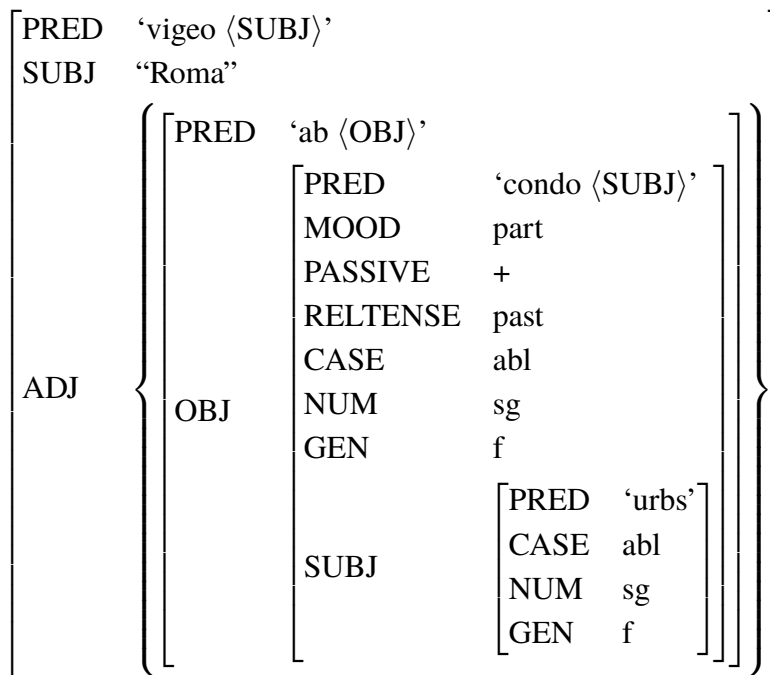 PRED ‘vigeo ⟨SUBJ⟩’
SUBJ “Roma”
PRED ‘ab ⟨OBJ⟩’
PRED ‘condo ⟨SUBJ⟩’
MOOD part
PASSIVE +
RELTENSE past
CASE abl
ADJ
OBJ
NUM sg
GEN f
PRED ‘urbs’
CASE abl
SUBJ
NUM sg
GEN f